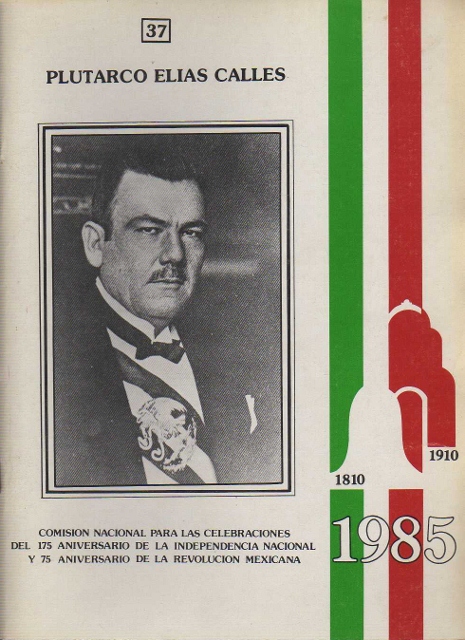 37
PLUTARCO ELIAS CALLES
1810
1910
1985
COMISION NACIONAL PARA LAS CELEBRACIONES
DEL 175 ANIVERSARIO DE LA INDEPENDENCIA NACIONAL
Y 75 ANIVERSARIO DE LA REVOLUCION MEXICANA